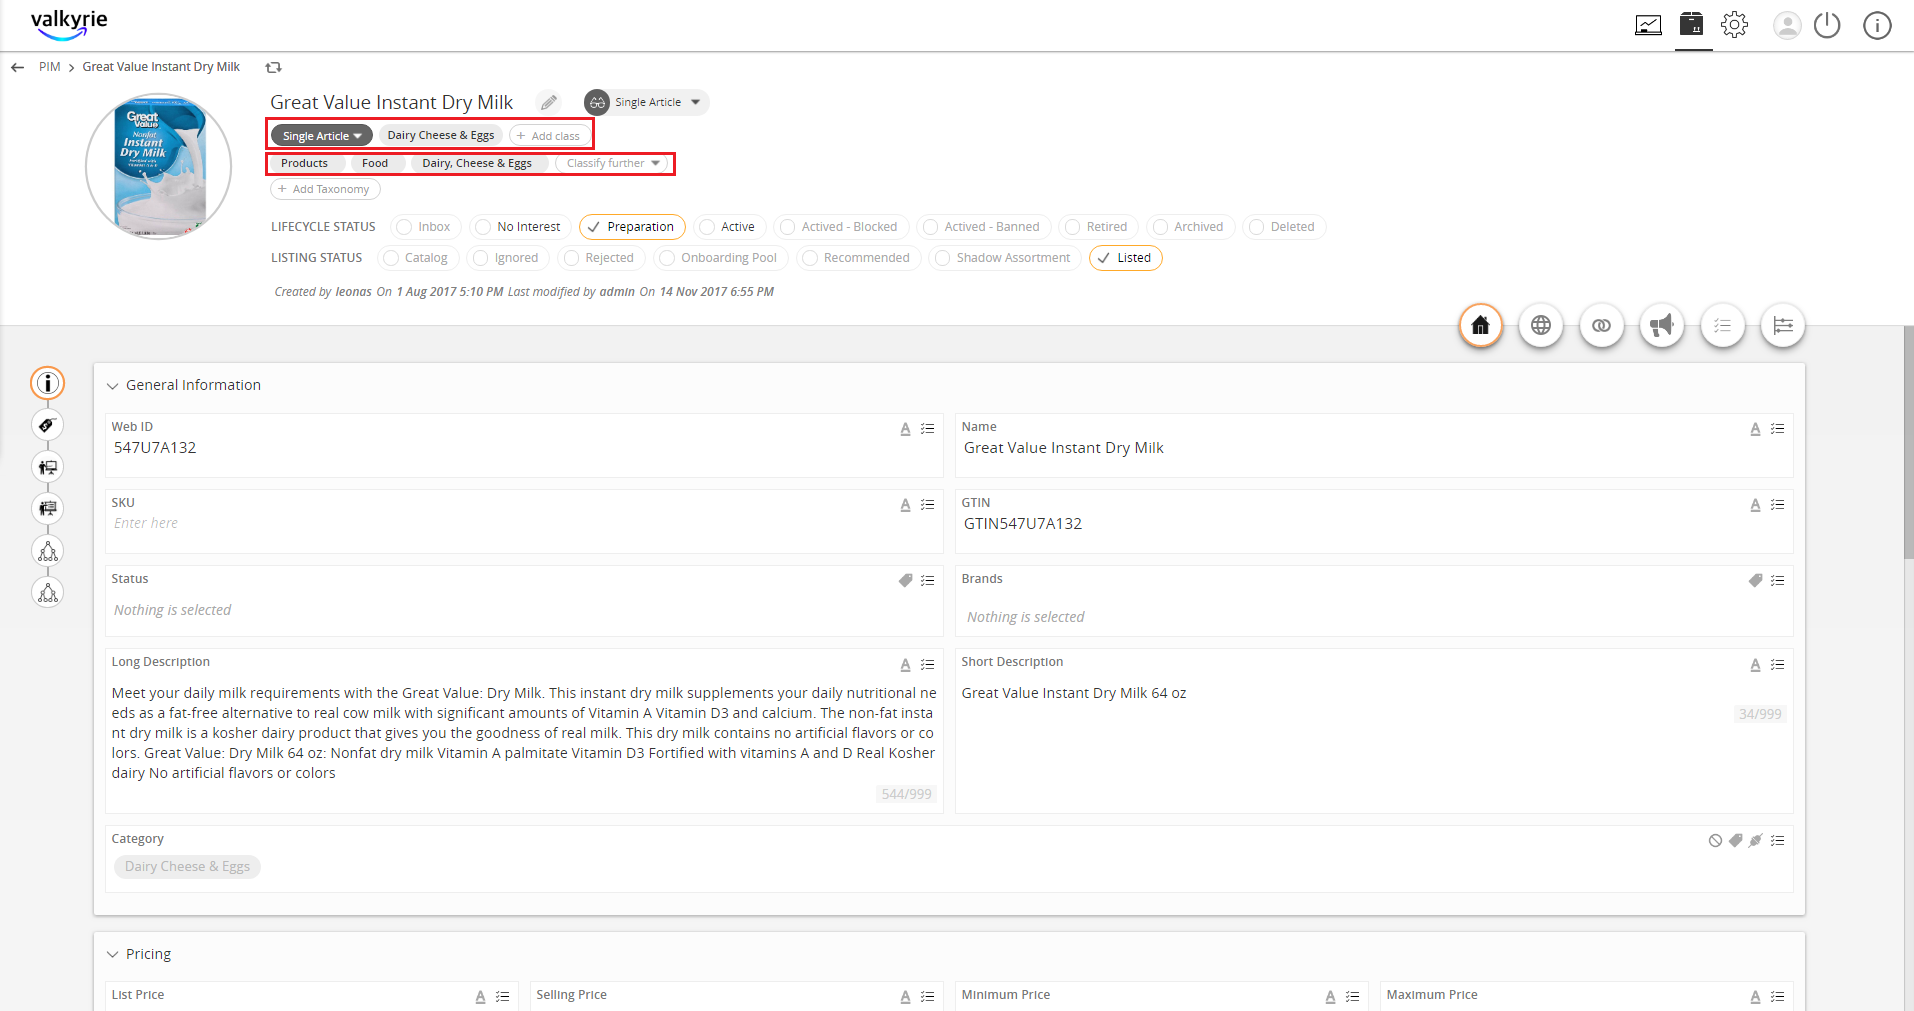 valkyrie
PIM > Great Value Instant Dry Milk
Great Value Instant Dry Milk
Single Article
Great
Value
Nonfat
Instant
Dry Milk
Single Article
Dairy Cheese & Eggs
+ Add class
Products
Food
Dairy, Cheese & Eggs
Classify further
+ Add Taxonomy
LIFECYCLE STATUS Inbox No Interest Preparation Active Actived - Blocked Actived - Banned Retired Archived Deleted
LISTING STATUS Catalog Ignored Rejected Onboarding Pool Recommended Shadow Assortment Listed
Created by leonas On 1 Aug 2017 5:10 PM Last modified by admin On 14 Nov 2017 6:55 PM
General Information
Web ID
547U7A132
Name
Great Value Instant Dry Milk
SKU
Enter here
GTIN
GTIN547U7A132
Status
Nothing is selected
Brands
Nothing is selected
Long Description
Meet your daily milk requirements with the Great Value: Dry Milk. This instant dry milk supplements your daily nutritional ne
eds as a fat-free alternative to real cow milk with significant amounts of Vitamin A Vitamin D3 and calcium. The non-fat insta
nt dry milk is a kosher dairy product that gives you the goodness of real milk. This dry milk contains no artificial flavors or co
lors. Great Value: Dry Milk 64 oz: Nonfat dry milk Vitamin A palmitate Vitamin D3 Fortified with vitamins A and D Real Kosher
dairy No artificial flavors or colors
544/999
Short Description
Great Value Instant Dry Milk 64 oz
34/999
Category
Dairy Cheese & Eggs
Pricing
List Price
Selling Price
Minimum Price
Maximum Price